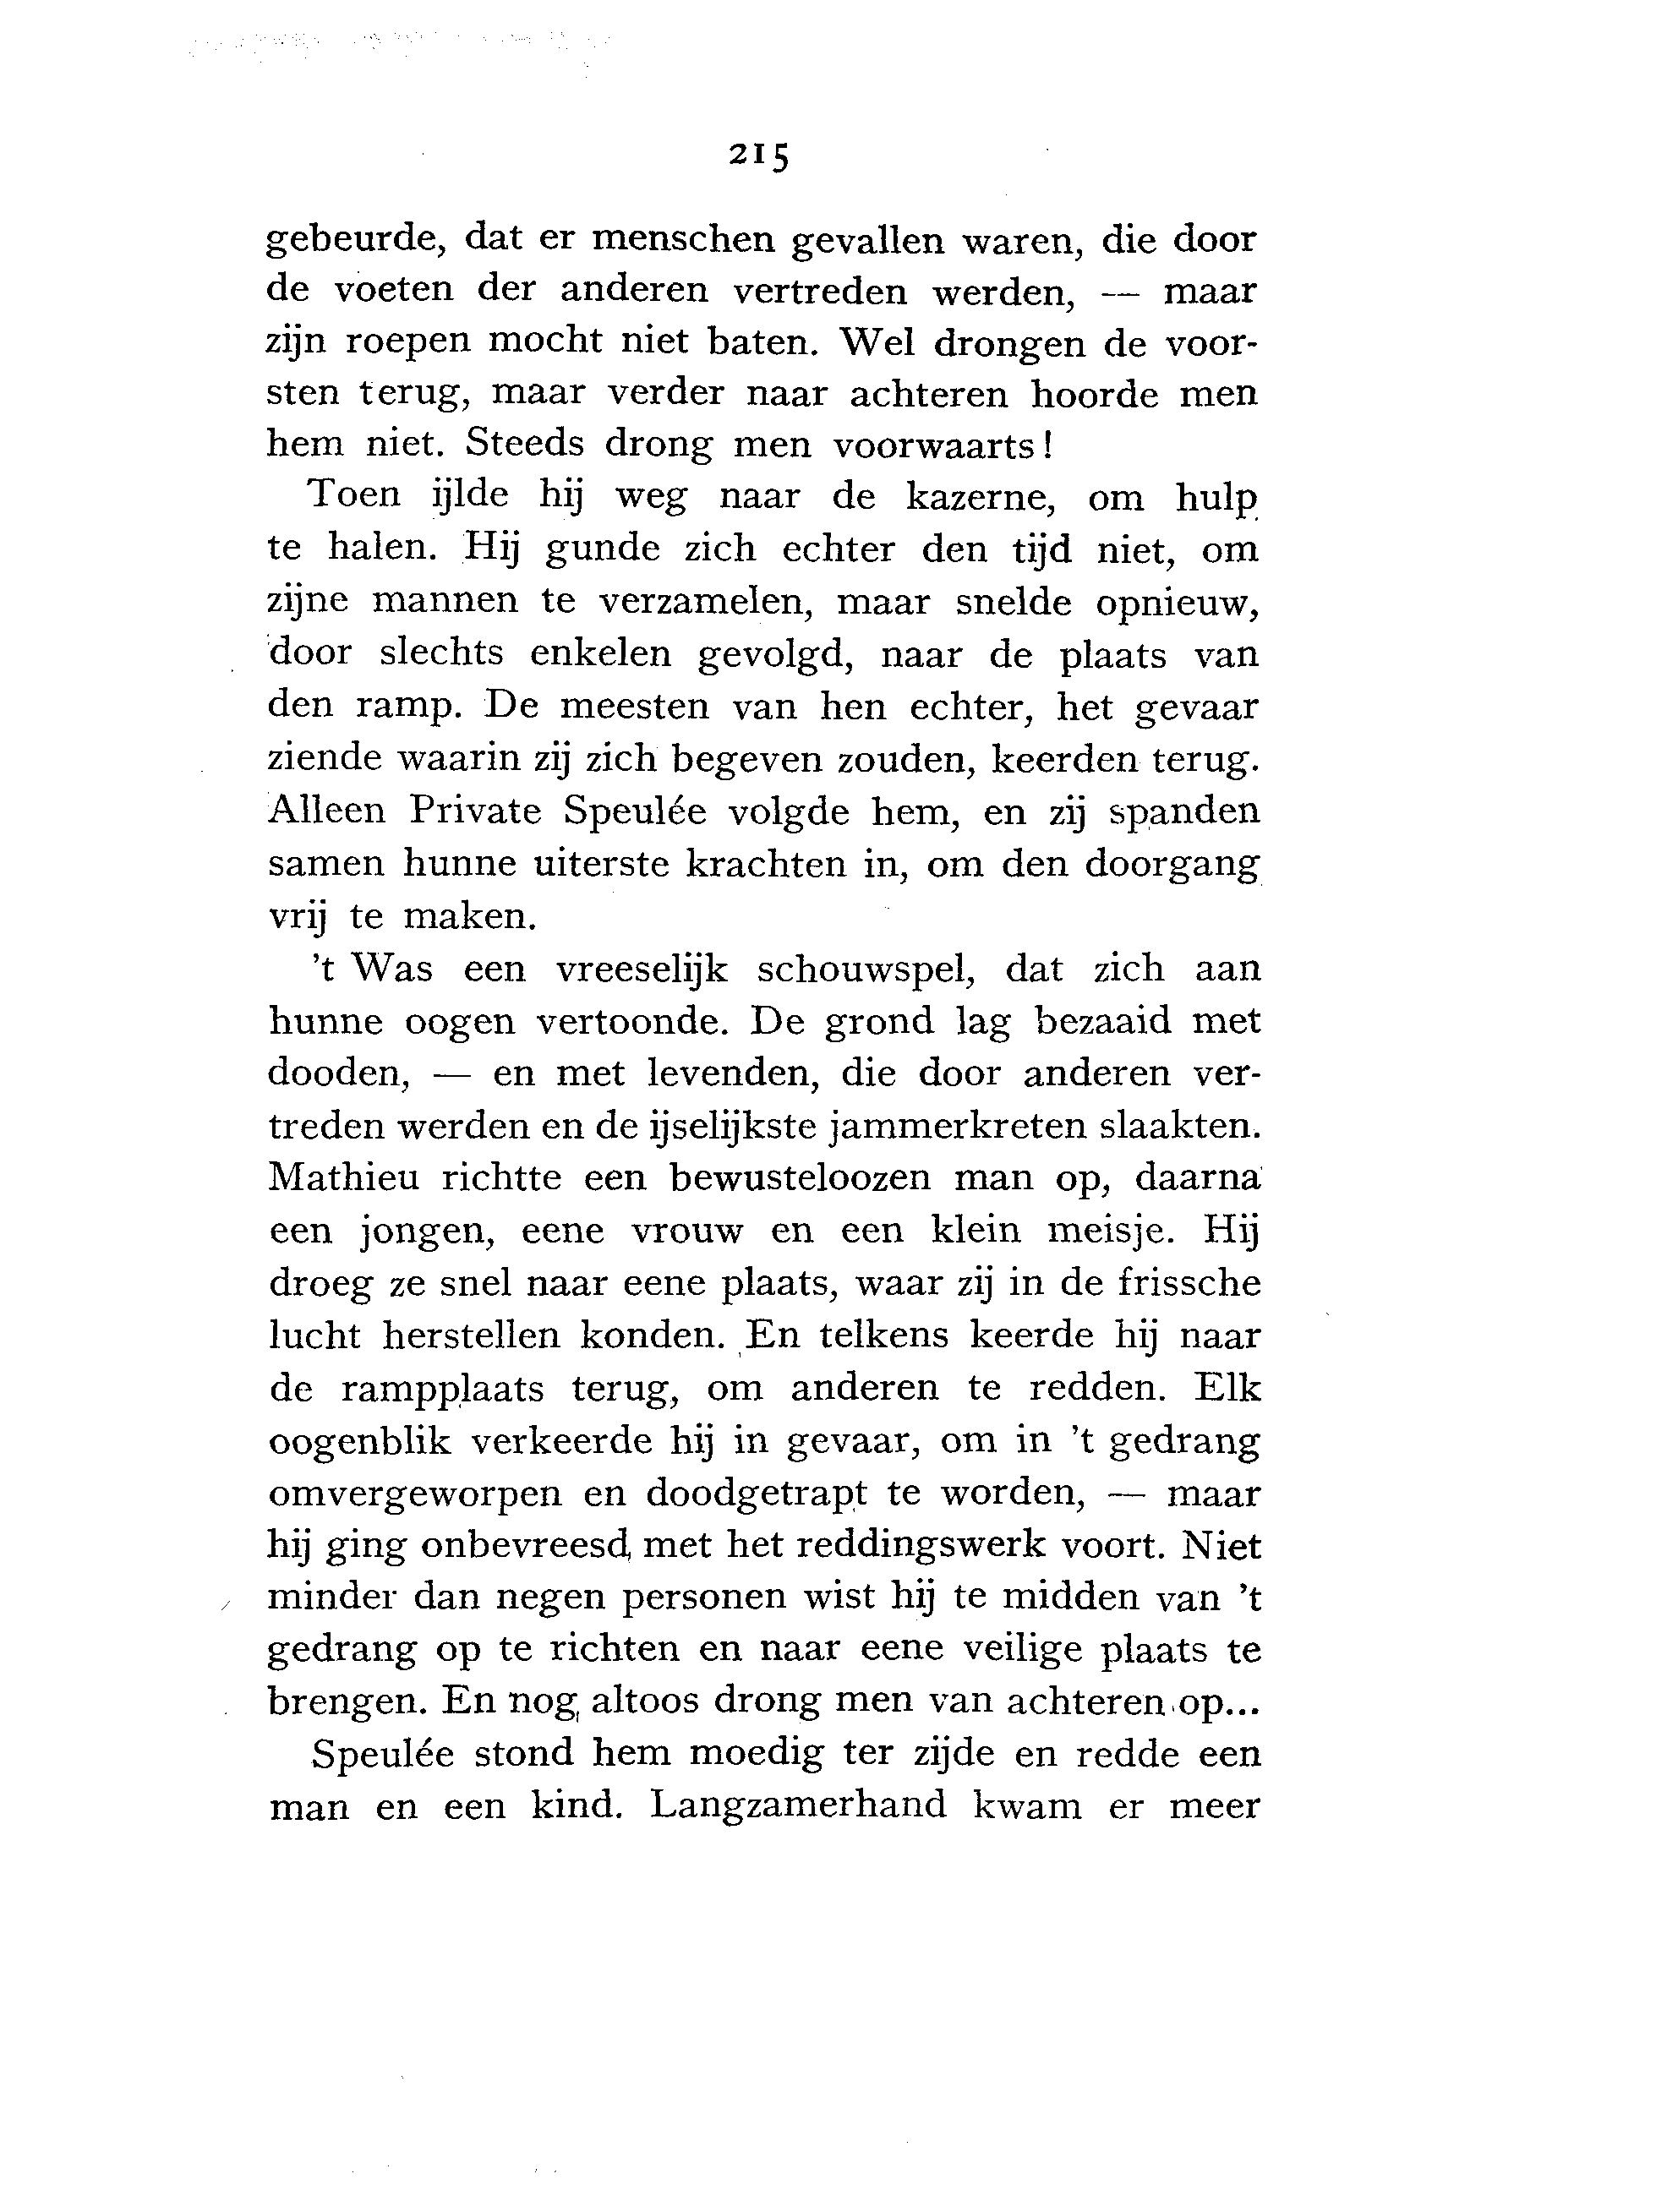 215
gebeurde, dat er menschen gevallen waren, die door
de voeten der anderen vertreden werden, — maar
zijn roepen mocht niet baten. Wel drongen de voor-
sten terug, maar verder naar achteren hoorde men
hem niet. Steeds drong men voorwaarts!
Toen ijlde hij weg naar de kazerne, om hulp
te halen. Hij gunde zich echter den tijd niet, om
zijne mannen te verzamelen, maar snelde opnieuw,
door slechts enkelen gevolgd, naar de plaats van
den ramp. De meesten van hen echter, het gevaar
ziende waarin zij zich begeven zouden, keerden terug.
Alleen Private Speulée volgde hem, en zij spanden
samen hunne uiterste krachten in, om den doorgang
vrij te maken.
't Was een vreeselijk schouwspel, dat zich aan
hunne oogen vertoonde. De grond lag bezaaid met
dooden, — en met levenden, die door anderen ver-
treden werden en de ijselijkste jammerkreten slaakten.
Mathieu richtte een bewusteloozen man op, daarna
een jongen, eene vrouw en een klein meisje. Hij
droeg ze snel naar eene plaats, waar zij in de frissche
lucht herstellen konden. En telkens keerde hij naar
de rampplaats terug, om anderen te redden. Elk
oogenblik verkeerde hij in gevaar, om in 't gedrang
omvergeworpen en doodgetrapt te worden, — maar
hij ging onbevreesd met het reddingswerk voort. Niet
minder dan negen personen wist hij te midden van 't
gedrang op te richten en naar eene veilige plaats te
brengen. En nog altoos drong men van achteren op...
Speulée stond hem moedig ter zijde en redde een
man en een kind. Langzamerhand kwam er meer